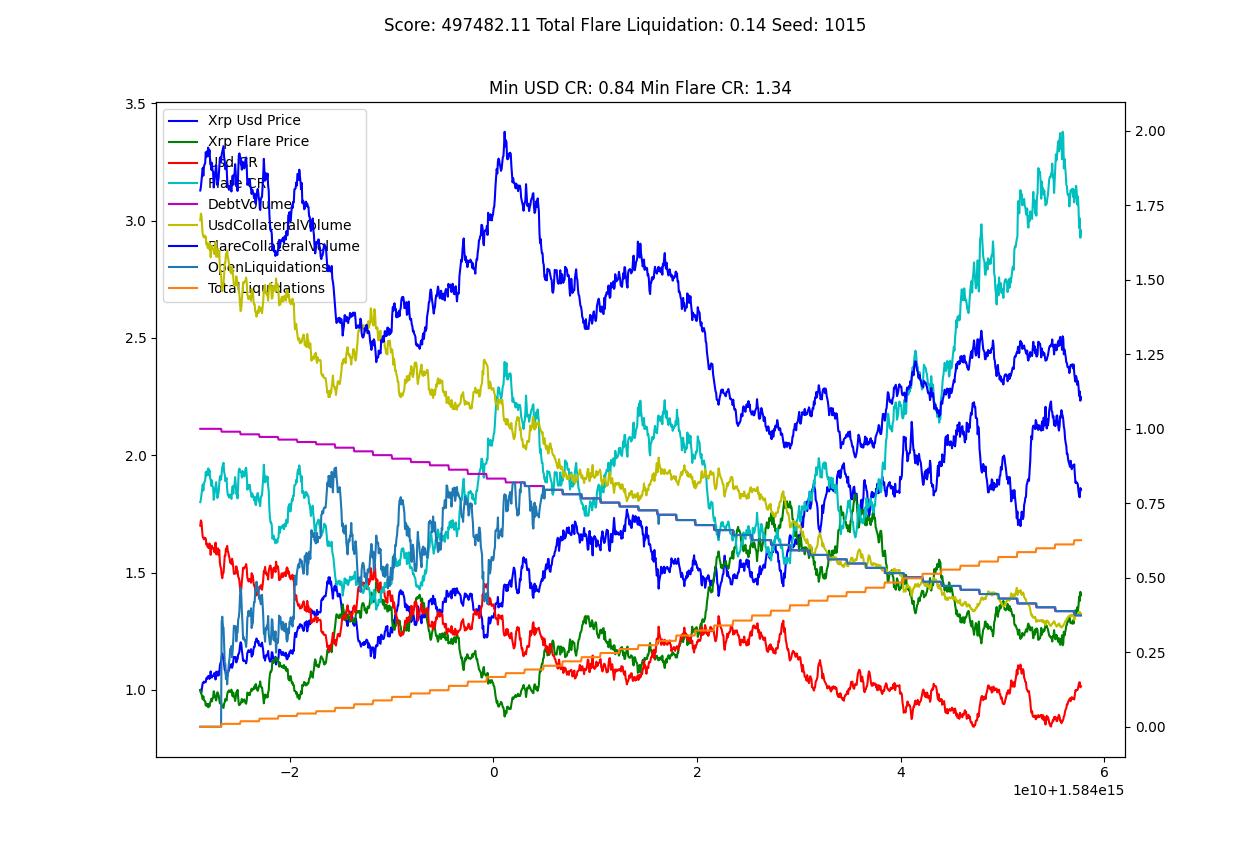 Score: 497482.11 Total Flare Liquidation: 0.14 Seed: 1015
Min USD CR: 0.84 Min Flare CR: 1.34
3.5
3.0
2.5
2.0
1.5
1.0
Xrp Usd Price
Xrp Flare Price
Usd CR
Flare CR
DebtVolume
UsdCollateralVolume
FlareCollateralVolume
OpenLiquidations
TotalLiquidations
2.00
1.75
1.50
1.25
1.00
0.75
0.50
0.25
0.00
−2 0 2 4 6
1e10+1.584e15